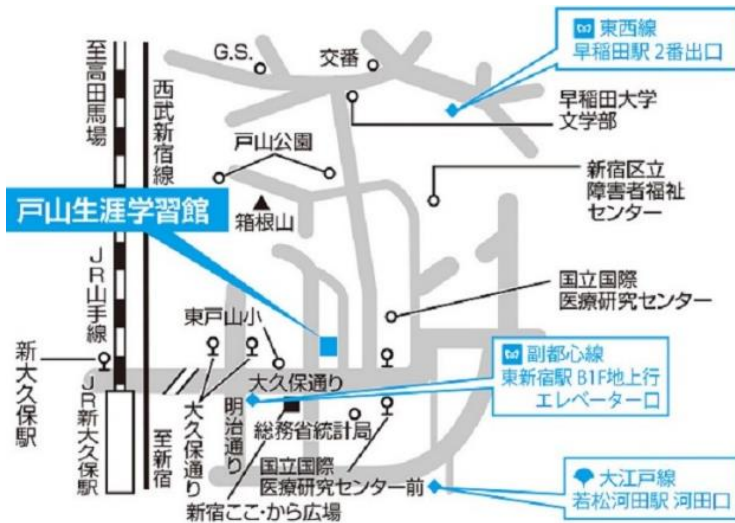 東西線
早稲田駅 2番出口
G.S.
交番
至高田馬場
西武新宿線
早稲田大学
文学部
戸山公園
新宿区立
障害者福祉
センター
箱根山
戸山生涯学習館
JR山手線
国立国際
医療研究センター
東戸山小
新大久保駅
副都心線
東新宿駅 B1F地上行
エレベーター口
大久保通り
JR新大久保駅
至新宿
大久保通り
明治通り
総務省統計局
国立国際
医療研究センター前
新宿ここ・から広場
大江戸線
若松河田駅 河田口